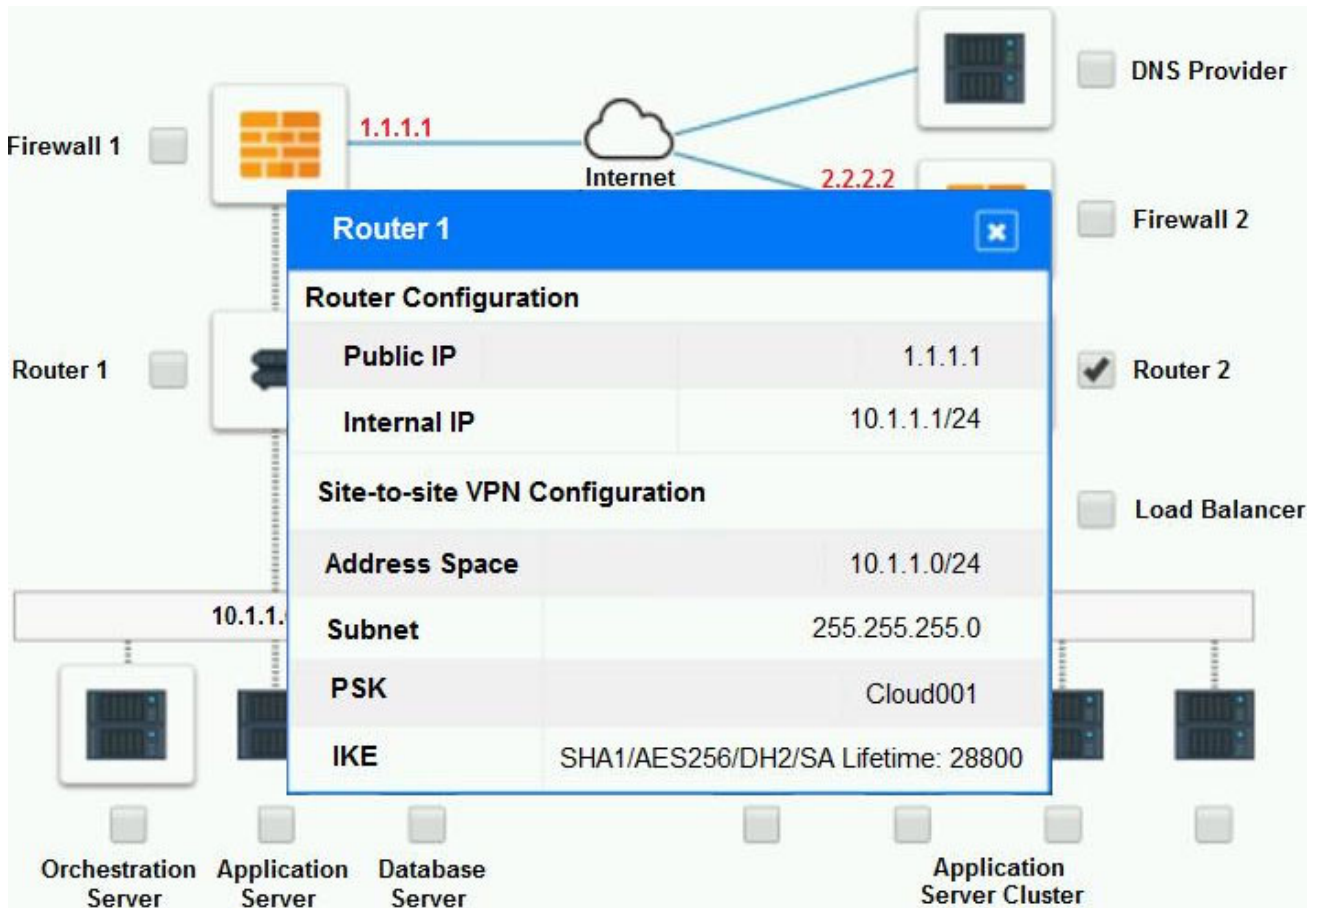 DNS Provider
Firewall 1
1.1.1.1
Internet
2.2.2.2
Firewall 2
Router 1
Router Configuration
Public IP 1.1.1.1
Internal IP 10.1.1.1/24
Site-to-site VPN Configuration
Address Space 10.1.1.0/24
Subnet 255.255.255.0
PSK Cloud001
IKE SHA1/AES256/DH2/SA Lifetime: 28800
Router 1
Router 2
Load Balancer
10.1.1.
Orchestration
Server
Application
Server
Database
Server
Application
Server Cluster